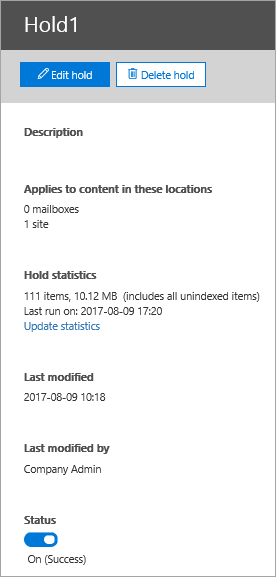 Hold1
Edit hold
Delete hold
Description
Applies to content in these locations
0 mailboxes
1 site
Hold statistics
111 items, 10.12 MB (includes all unindexed items)
Last run on: 2017-08-09 17:20
Update statistics
Last modified
2017-08-09 10:18
Last modified by
Company Admin
Status
On (Success)